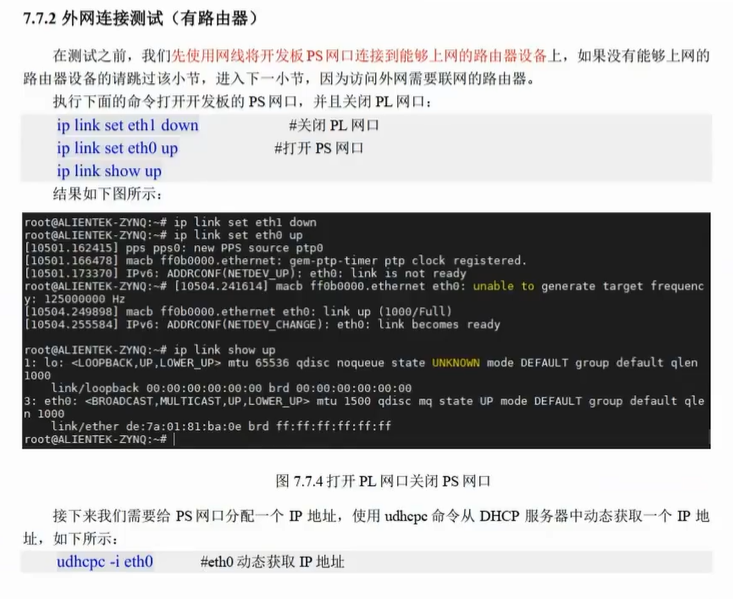 7.7.2 外网连接测试（有路由器）
在测试之前，我们先使用网线将开发板 PS 网口连接到能够上网的路由器设备上，如果没有能够上网的
路由器设备的请跳过该小节，进入下一小节，因为访问外网需要联网的路由器。
执行下面的命令打开开发板的 PS 网口，并且关闭 PL 网口：
ip link set eth1 down #关闭 PL 网口
ip link set eth0 up #打开 PS 网口
ip link show up
结果如下图所示：
root@ALIENTEK-ZYNQ:~# ip link set eth1 down
root@ALIENTEK-ZYNQ:~# ip link set eth0 up
[10501.162415] pps pps0: new PPS source ptp0
[10501.166478] macb ff0b0000.ethernet: gem-ptp-timer ptp clock registered.
[10501.173370] IPv6: ADDRCONF(NETDEV_UP): eth0: link is not ready
root@ALIENTEK-ZYNQ:~# [10504.241614] macb ff0b0000.ethernet eth0: unable to generate target frequenc
y: 125000000 Hz
[10504.249898] macb ff0b0000.ethernet eth0: link up (1000/Full)
[10504.255584] IPv6: ADDRCONF(NETDEV_CHANGE): eth0: link becomes ready
root@ALIENTEK-ZYNQ:~# ip link show up
1: lo: <LOOPBACK,UP,LOWER_UP> mtu 65536 qdisc noqueue state UNKNOWN mode DEFAULT group default qlen
1000
link/loopback 00:00:00:00:00:00 brd 00:00:00:00:00:00
3: eth0: <BROADCAST,MULTICAST,UP,LOWER_UP> mtu 1500 qdisc mq state UP mode DEFAULT group default qle
n 1000
link/ether de:7a:01:81:ba:0e brd ff:ff:ff:ff:ff:ff
root@ALIENTEK-ZYNQ:~#
图 7.7.4 打开 PL 网口关闭 PS 网口
接下来我们需要给 PS 网口分配一个 IP 地址，使用 udhcpc 命令从 DHCP 服务器中动态获取一个 IP 地
址，如下所示：
udhcpc -i eth0 #eth0 动态获取 IP 地址